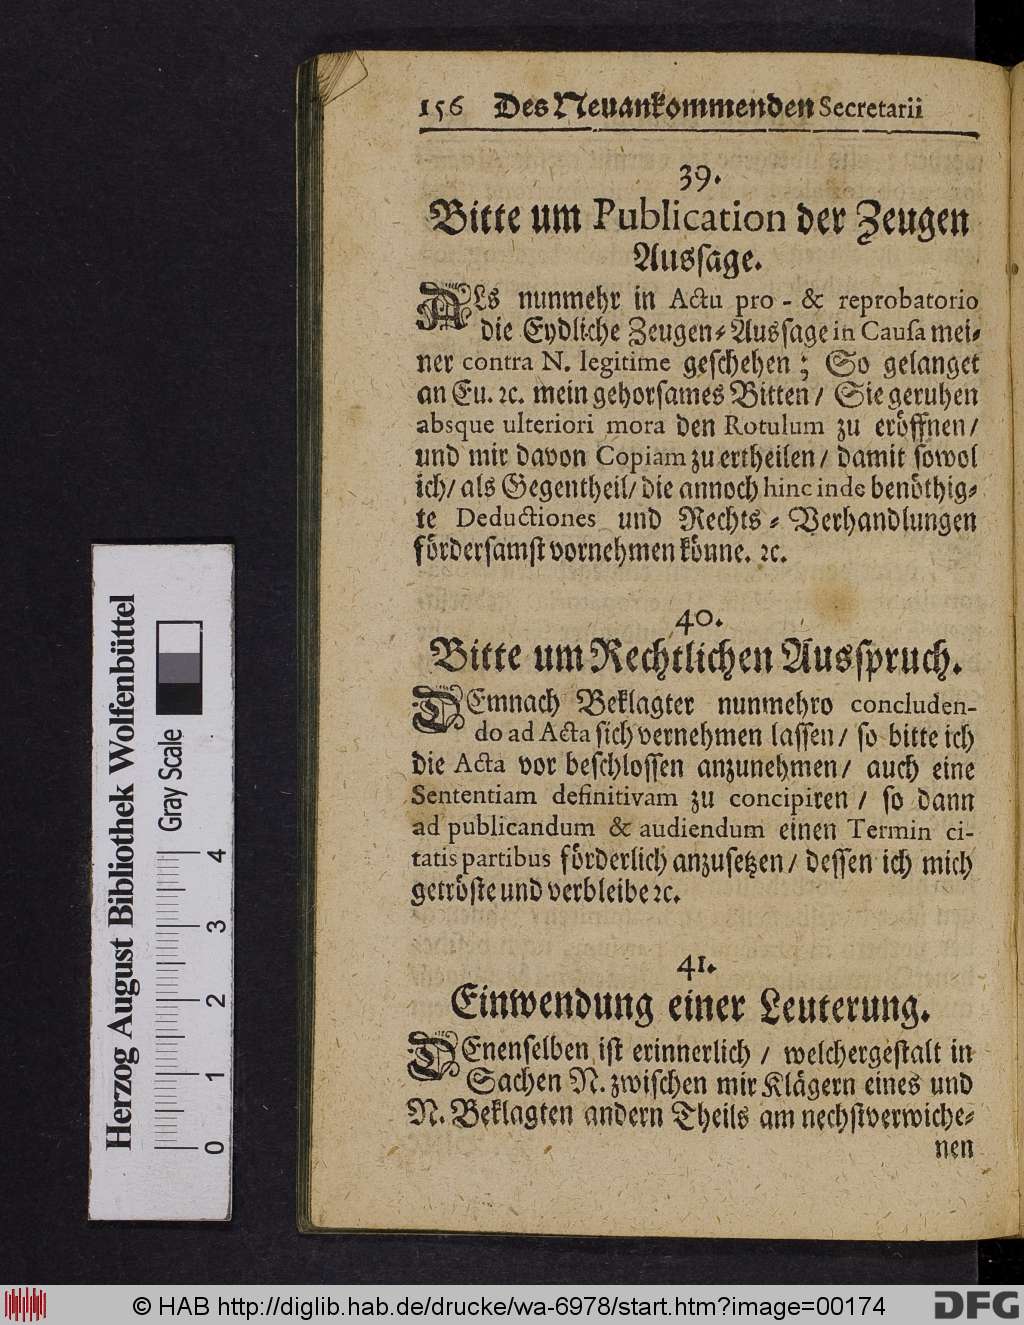 156 Des Neuankommenden Secretarii
39.
Bitte um Publication der Zeugen
Aussage.
ALs nunmehr in Actu pro - & reprobatorio
die Eydliche Zeugen-Aussage in Causa mei-
ner contra N. legitime geschehen; So gelanget
an Eu. ꝛc. mein gehorsames Bitten / Sie geruhen
absque ulteriori mora den Rotulum zu eröffnen /
und mir davon Copiam zu ertheilen / damit sowol
ich / als Gegentheil / die annoch hinc inde benöthig-
te Deductiones und Rechts-Verhandlungen
fördersamst vornehmen könne. ꝛc.
40.
Bitte um Rechtlichen Ausspruch.
DEmnach Beklagter nunmehro concluden-
do ad Acta sich vernehmen lassen / so bitte ich
die Acta vor beschlossen anzunehmen / auch eine
Sententiam definitivam zu concipiren / so dann
ad publicandum & audiendum einen Termin ci-
tatis partibus förderlich anzusetzen / dessen ich mich
getröste und verbleibe ꝛc.
41.
Einwendung einer Leuterung.
DEnenselben ist erinnerlich / welchergestalt in
Sachen N. zwischen mir Klägern eines und
N. Beklagten andern Theils am nechstverwiche-
nen
Herzog August Bibliothek Wolfenbüttel
Gray Scale
0 1 2 3 4
© HAB http://diglib.hab.de/drucke/wa-6978/start.htm?image=00174
DFG